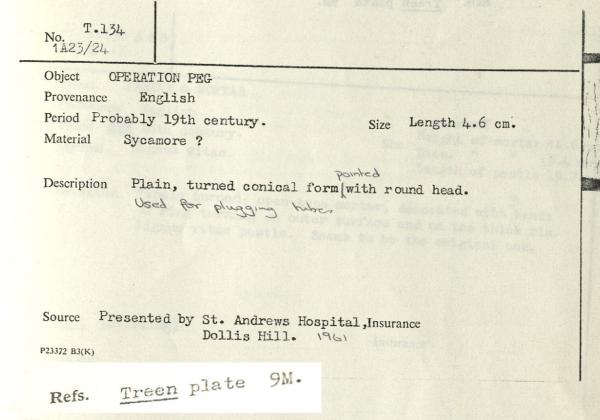 No. T.134
1A23/24
Object OPERATION PEG
Provenance English
Period Probably 19th century. Size Length 4.6 cm.
Material Sycamore ?
Description Plain, turned conical form pointed with round head.
Used for plugging tubes
Source Presented by St. Andrews Hospital, Insurance
Dollis Hill. 1961
P23372 B3(K)
Refs. Treen plate 9M.